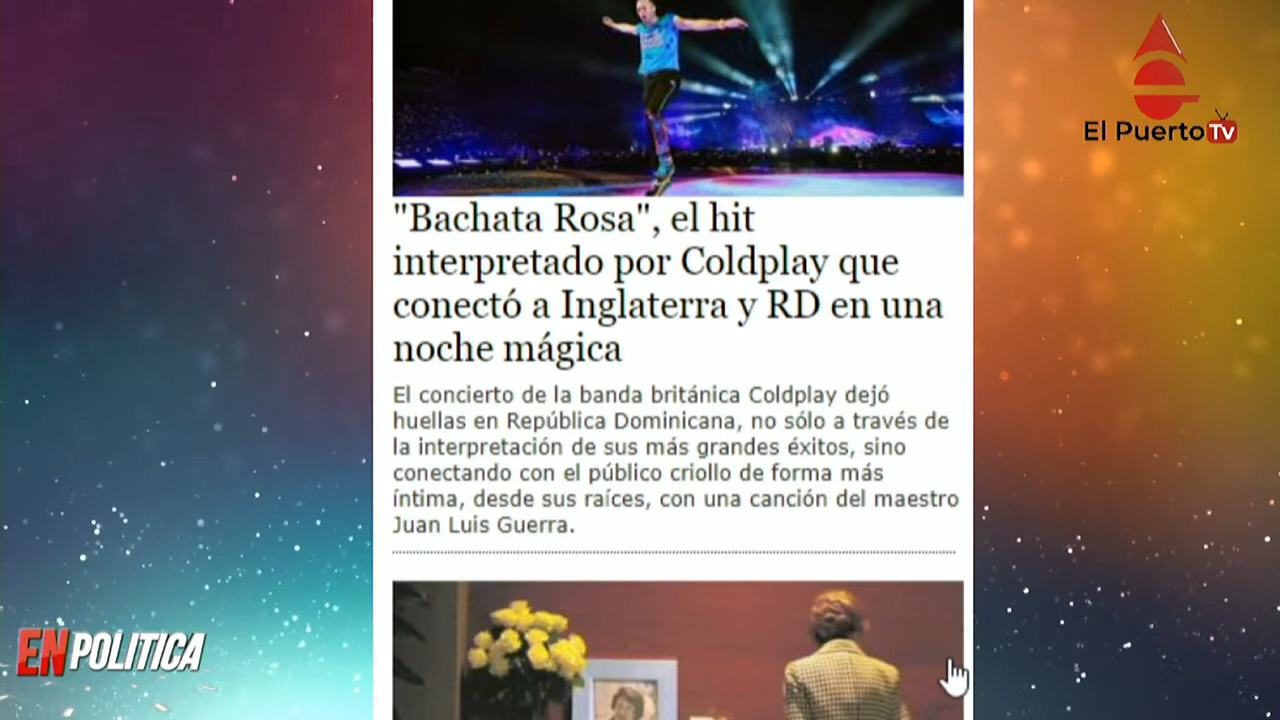 El Puerto Tv
"Bachata Rosa", el hit
interpretado por Coldplay que
conectó a Inglaterra y RD en una
noche mágica
El concierto de la banda británica Coldplay dejó
huellas en República Dominicana, no sólo a través de
la interpretación de sus más grandes éxitos, sino
conectando con el público criollo de forma más
íntima, desde sus raíces, con una canción del maestro
Juan Luis Guerra.
EN POLITICA